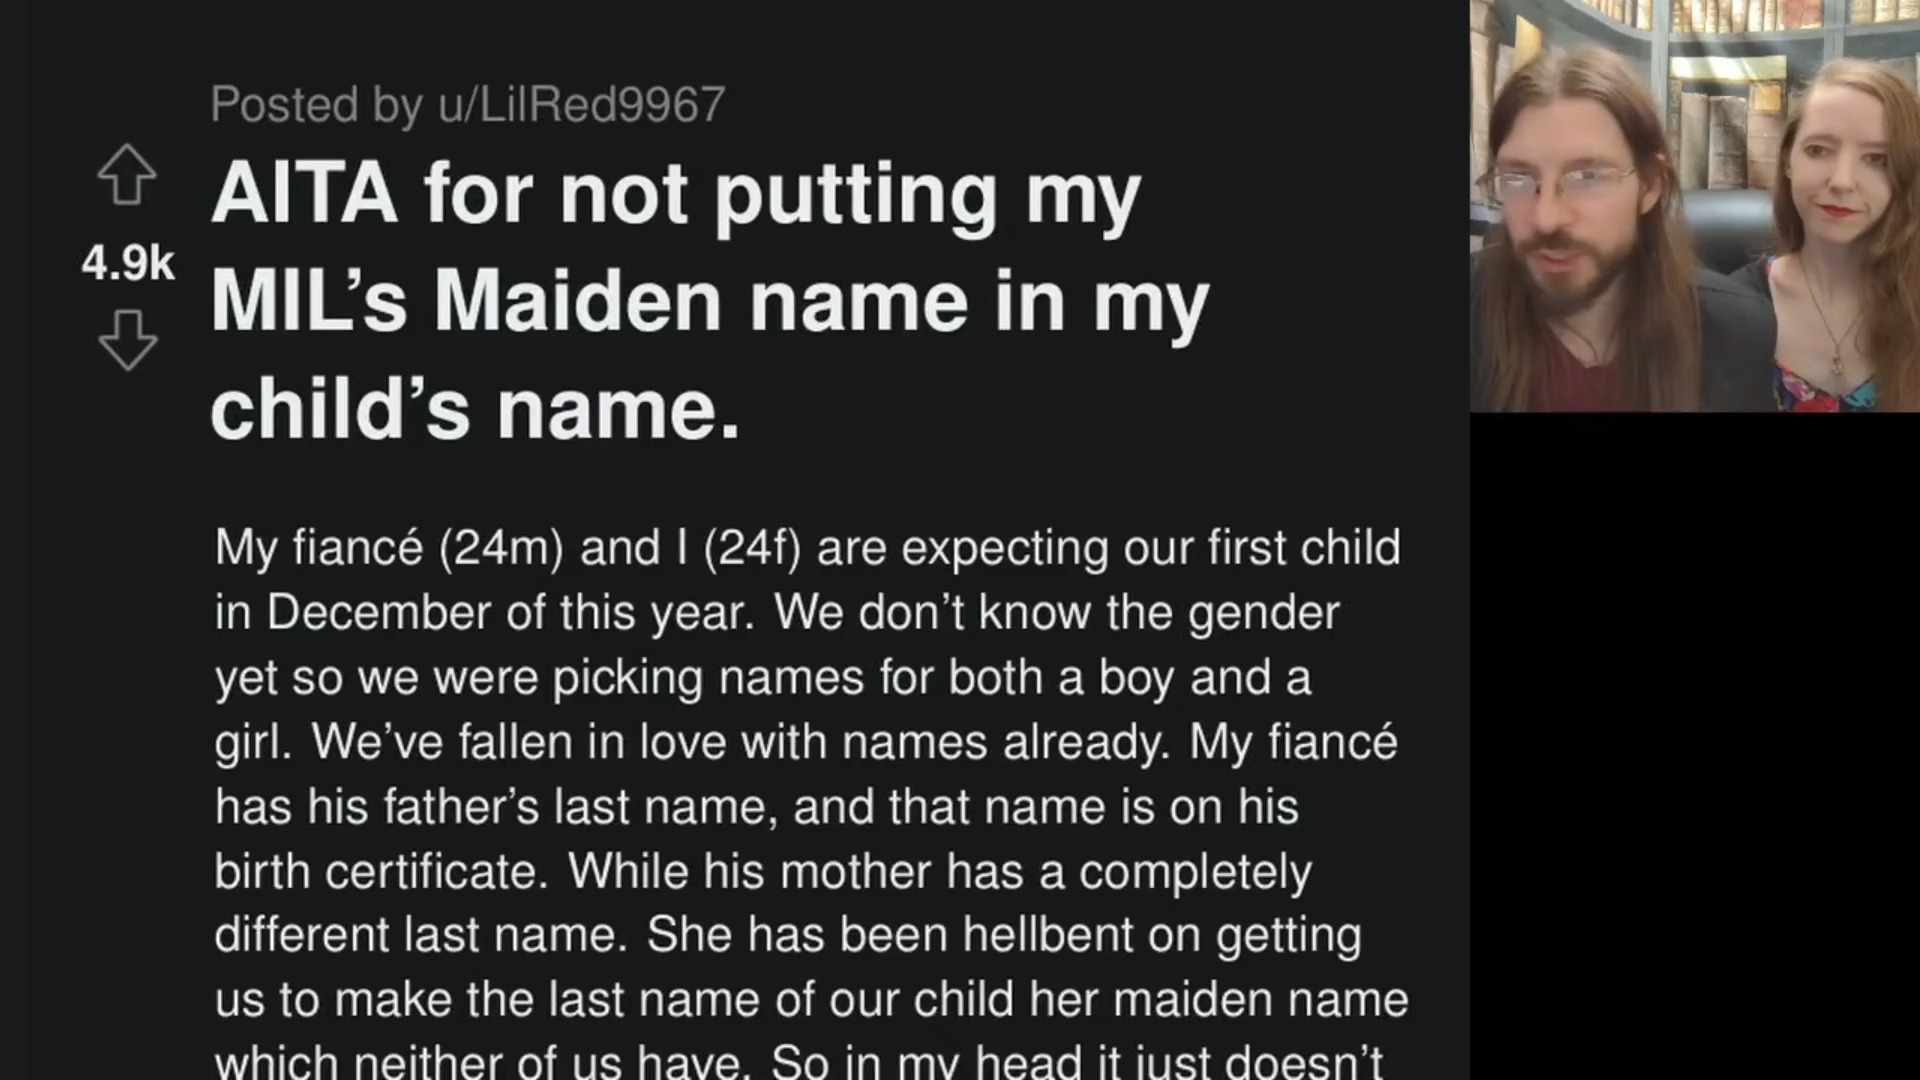 Posted by u/LilRed9967
AITA for not putting my
4.9k
MIL’s Maiden name in my
child’s name.
My fiancé (24m) and I (24f) are expecting our first child
in December of this year. We don’t know the gender
yet so we were picking names for both a boy and a
girl. We’ve fallen in love with names already. My fiancé
has his father’s last name, and that name is on his
birth certificate. While his mother has a completely
different last name. She has been hellbent on getting
us to make the last name of our child her maiden name
which neither of us have. So in my head it just doesn’t